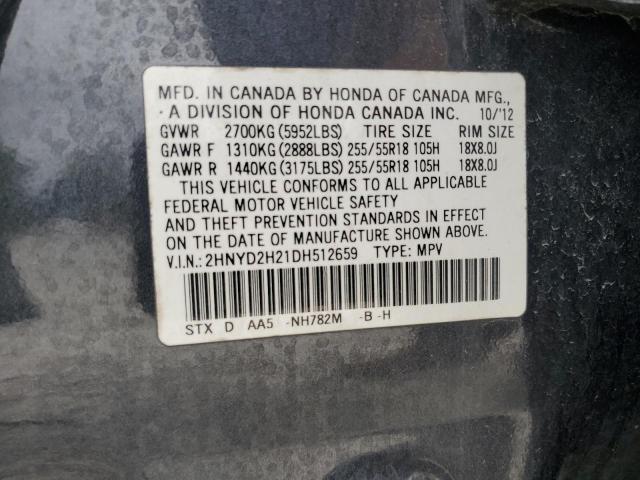 MFD. IN CANADA BY HONDA OF CANADA MFG.,
A DIVISION OF HONDA CANADA INC. 10/'12
GVWR 2700KG(5952LBS) TIRE SIZE RIM SIZE
GAWR F 1310KG(2888LBS) 255/55R18 105H 18X8.0J
GAWR R 1440KG(3175LBS) 255/55R18 105H 18X8.0J
THIS VEHICLE CONFORMS TO ALL APPLICABLE
FEDERAL MOTOR VEHICLE SAFETY
AND THEFT PREVENTION STANDARDS IN EFFECT
ON THE DATE OF MANUFACTURE SHOWN ABOVE.
V.I.N.: 2HNYD2H21DH512659 TYPE: MPV
STX D AA5 -NH782M -B -H